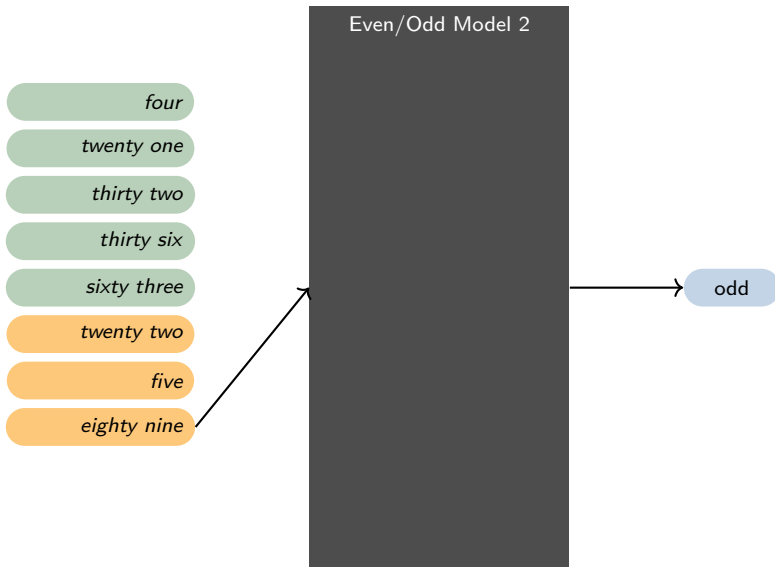 Even/Odd Model 2
four
twenty one
thirty two
thirty six
sixty three
twenty two
five
eighty nine
odd